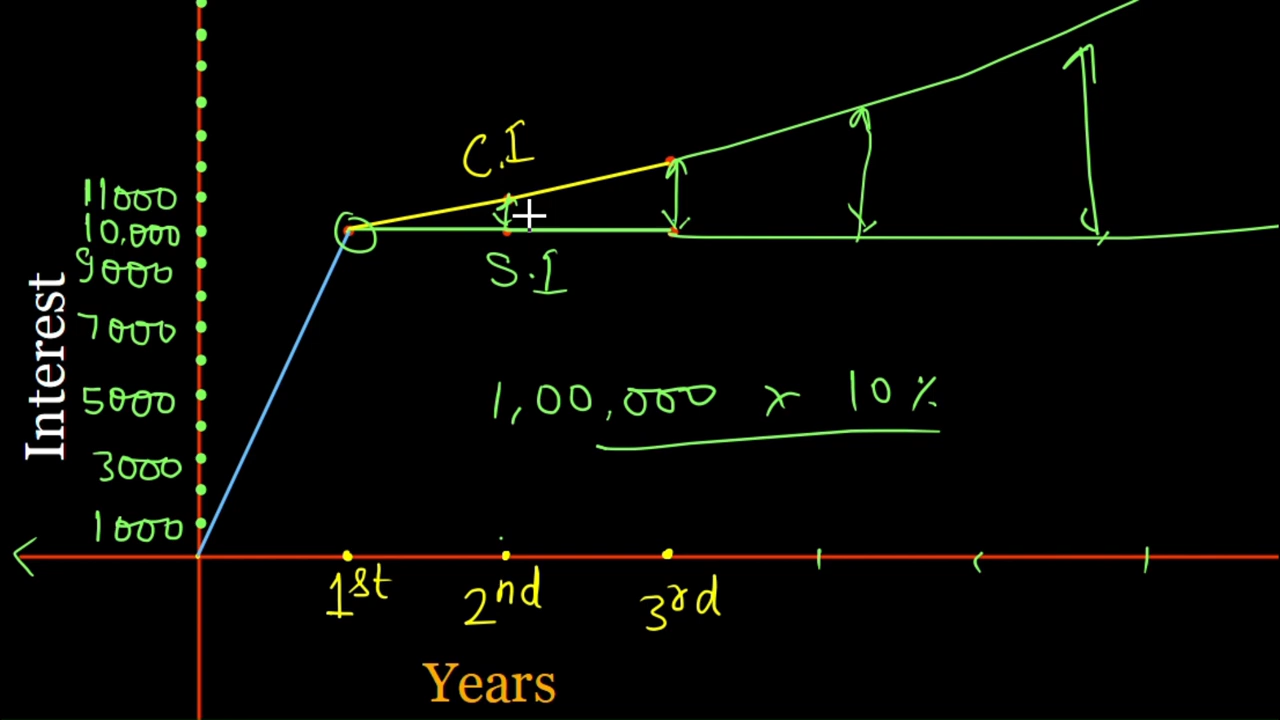 C.I
11000
10,000
S.I
9000
7000
1,00,000 x 10%
5000
3000
1000
Interest
1st
2nd
3rd
Years